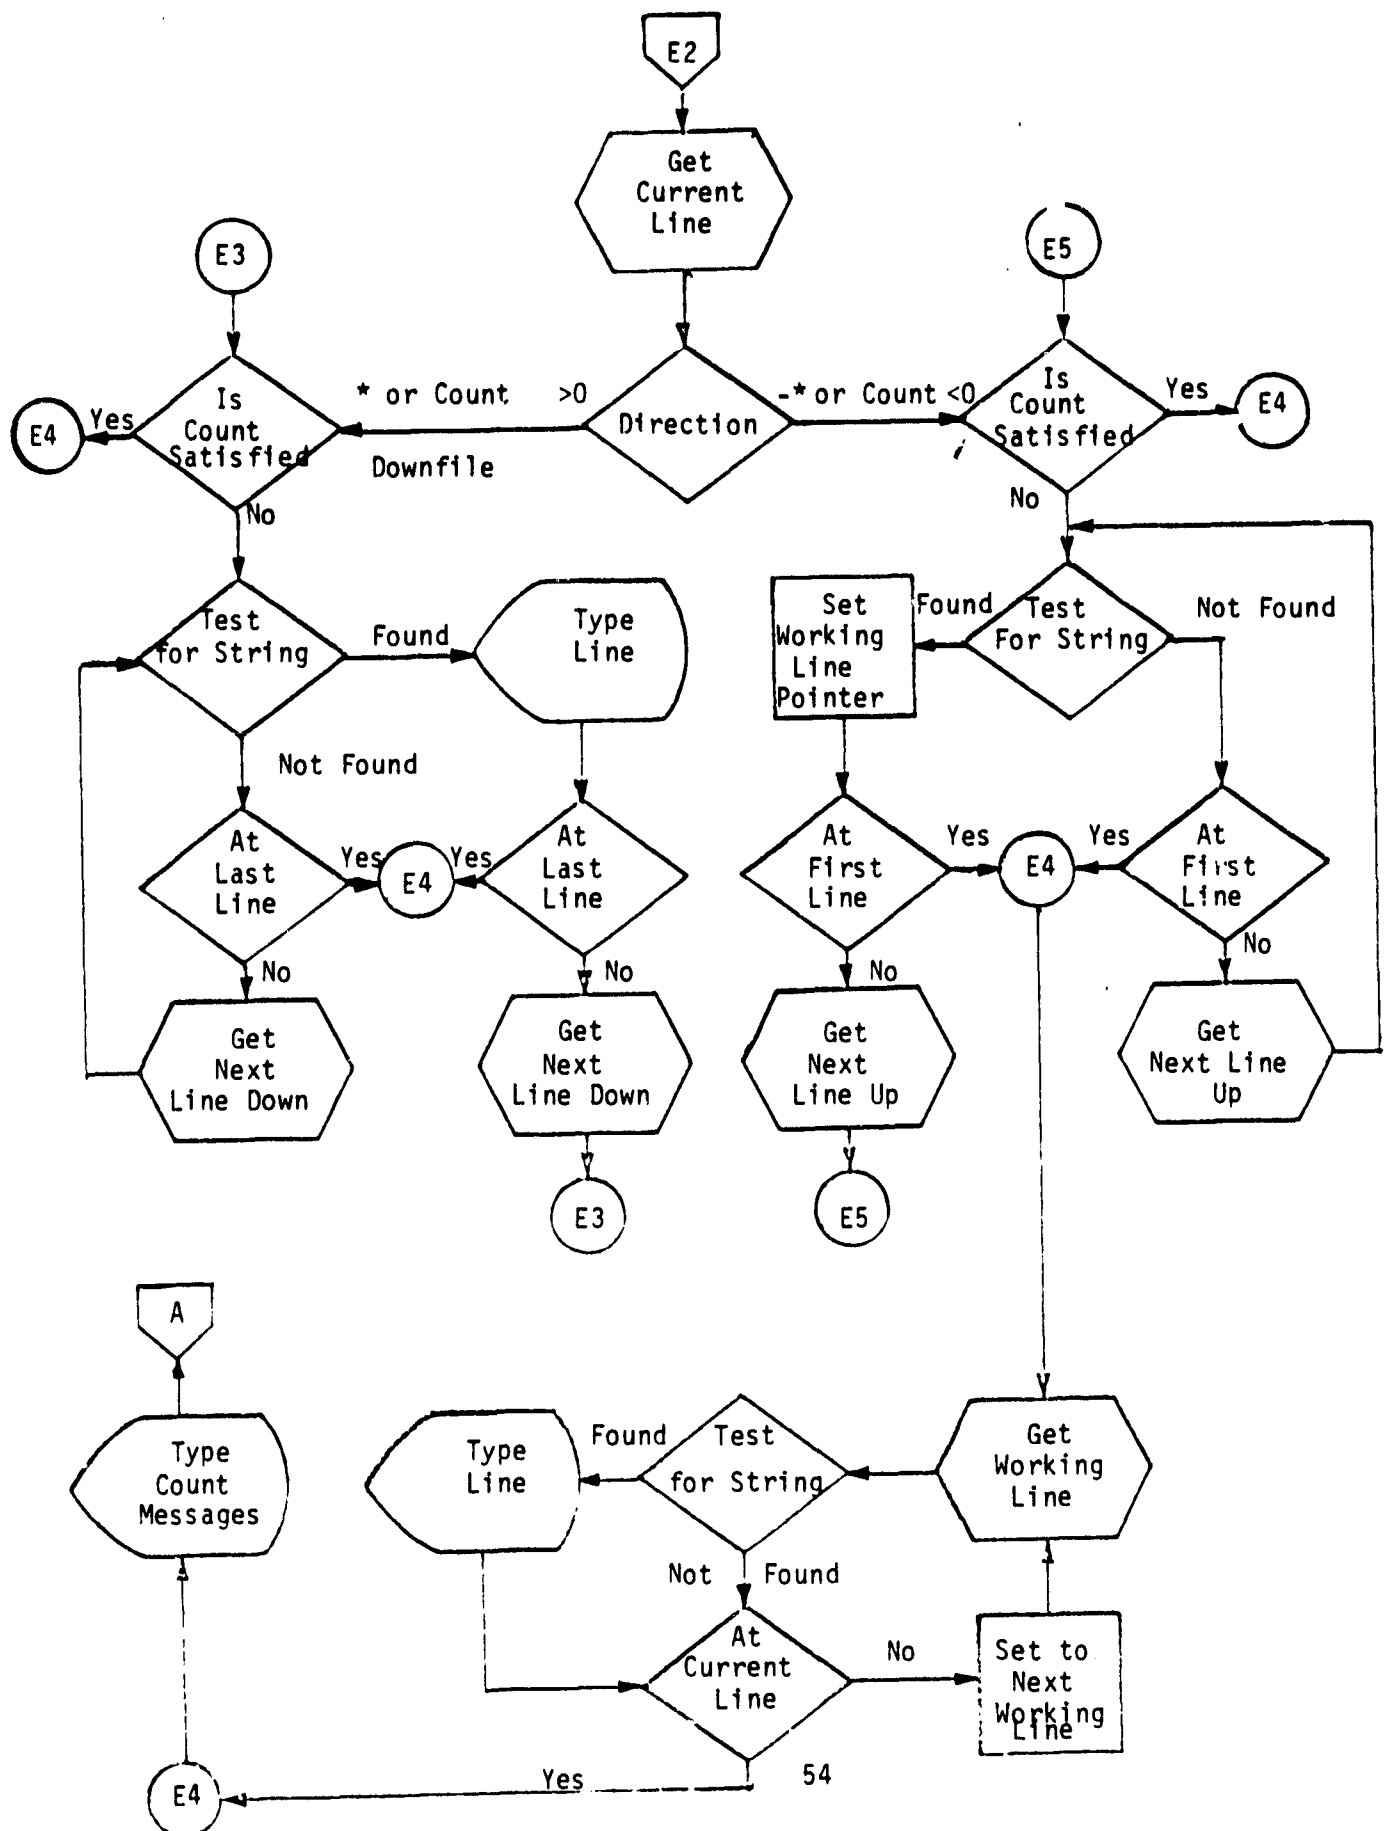 E2
Get
Current
Line
E3
E5
Is
Count
Satisfied
* or Count >0
Downfile
Direction
-* or Count <0
Is
Count
Satisfied
Yes
E4
Yes
E4
No
No
Test
for String
Found
Type
Line
Set
Working
Line
Pointer
Found
Test
For String
Not Found
Not Found
At
Last
Line
Yes
E4
Yes
At
Last
Line
At
First
Line
Yes
E4
Yes
At
First
Line
No
No
No
No
Get
Next
Line Down
Get
Next
Line Down
Get
Next
Line Up
Get
Next Line
Up
E3
E5
A
Type
Count
Messages
Type
Line
Found
Test
for String
Get
Working
Line
Not Found
At
Current
Line
No
Set to
Next
Working
Line
E4
Yes
54